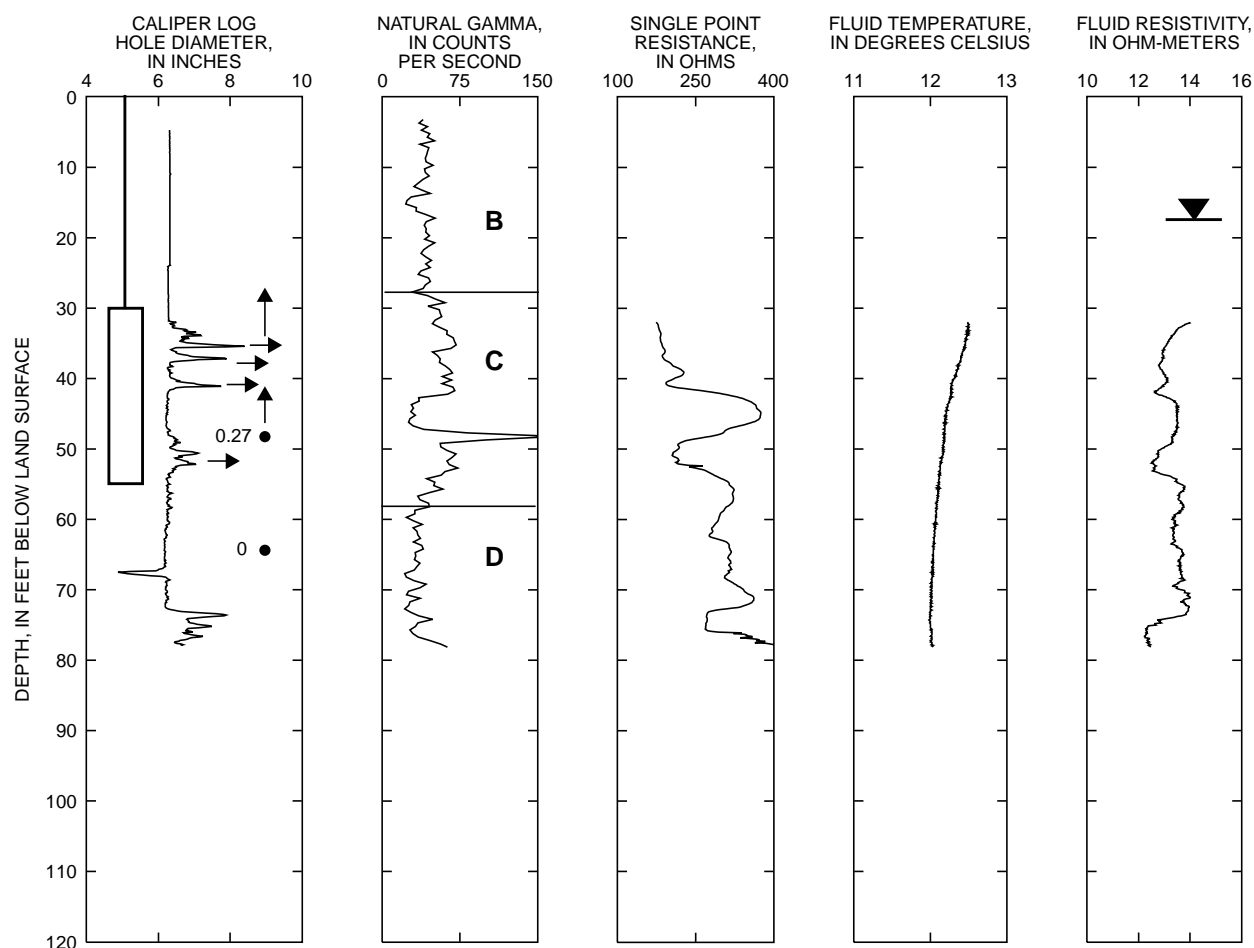 CALIPER LOG
HOLE DIAMETER,
IN INCHES
4 6 8 10
NATURAL GAMMA,
IN COUNTS
PER SECOND
0 75 150
SINGLE POINT
RESISTANCE,
IN OHMS
100 250 400
FLUID TEMPERATURE,
IN DEGREES CELSIUS
11 12 13
FLUID RESISTIVITY,
IN OHM-METERS
10 12 14 16
DEPTH, IN FEET BELOW LAND SURFACE
0
10
20
30
40
50
60
70
80
90
100
110
120
0.27
0
B
C
D